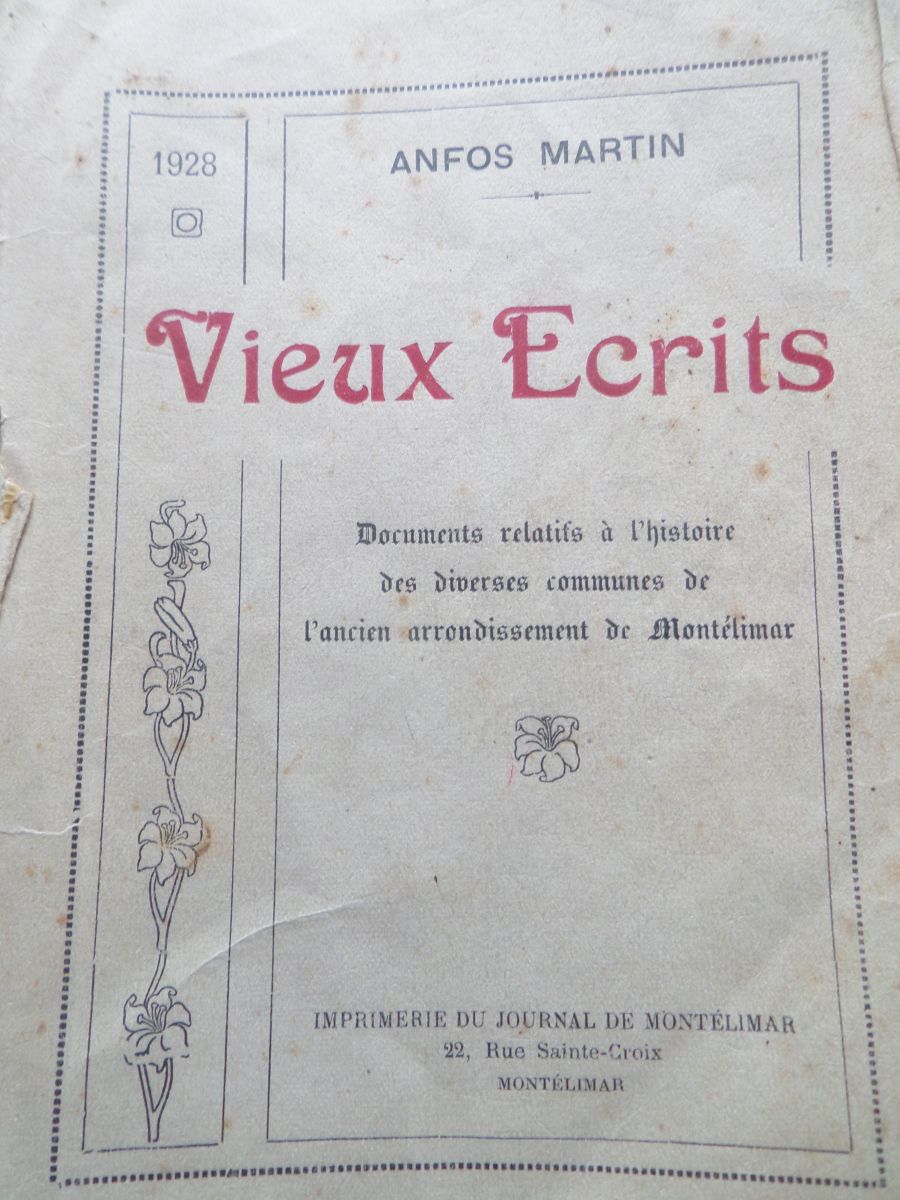 1928
ANFOS MARTIN
Vieux Ecrits
Documents relatifs à l'histoire
des diverses communes de
l'ancien arrondissement de Montélimar
IMPRIMERIE DU JOURNAL DE MONTÉLIMAR
22, Rue Sainte-Croix
MONTÉLIMAR